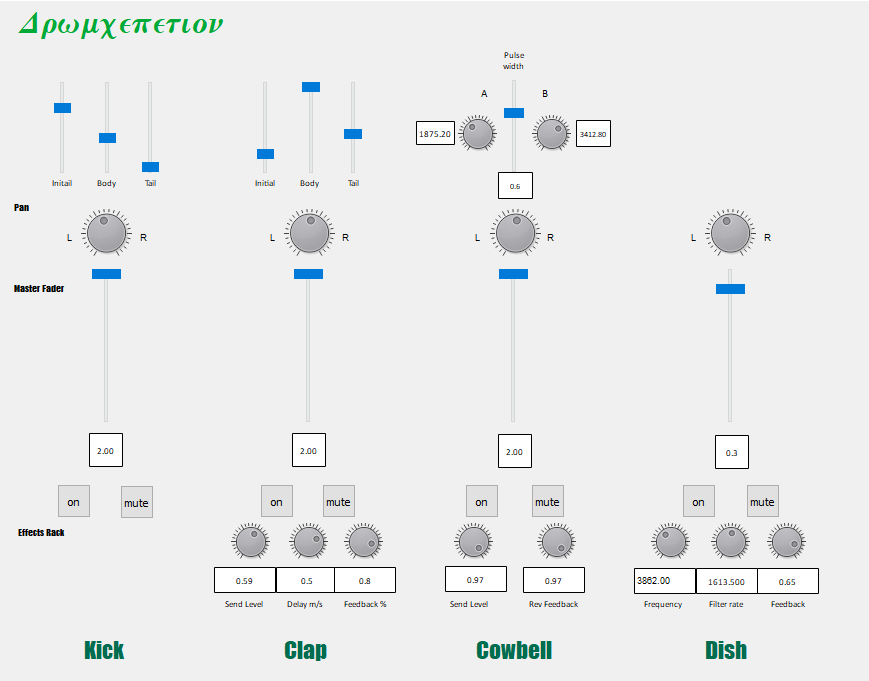 Δρωμχεπετιον
Pulse
width
A B
1875.20 3412.80
Initail Body Tail Initial Body Tail
0.6
Pan
L R L R L R L R
Master Fader
2.00 2.00 2.00 0.3
on mute on mute on mute on mute
Effects Rack
0.59 0.5 0.8 0.97 0.97 3862.00 1613.500 0.65
Send Level Delay m/s Feedback % Send Level Rev Feedback Frequency Filter rate Feedback
Kick Clap Cowbell Dish